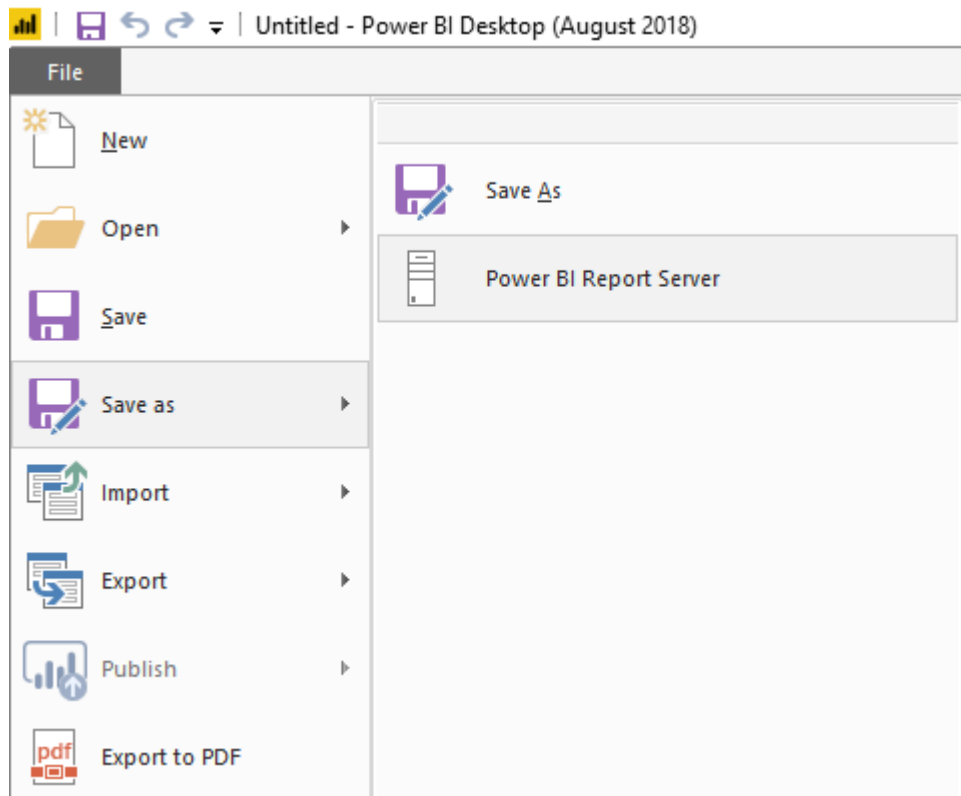 Untitled - Power BI Desktop (August 2018)
File
New
Open
Save
Save as
Import
Export
Publish
pdf
Export to PDF
Save As
Power BI Report Server